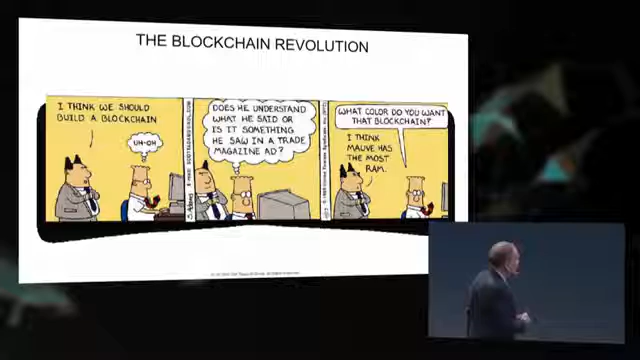 THE BLOCKCHAIN REVOLUTION
I THINK WE SHOULD
BUILD A BLOCKCHAIN
UH-OH
DOES HE UNDERSTAND
WHAT HE SAID OR
IS IT SOMETHING
HE SAW IN A TRADE
MAGAZINE AD?
WHAT COLOR DO YOU WANT
THAT BLOCKCHAIN?
I THINK
MAUVE HAS
THE MOST
RAM.